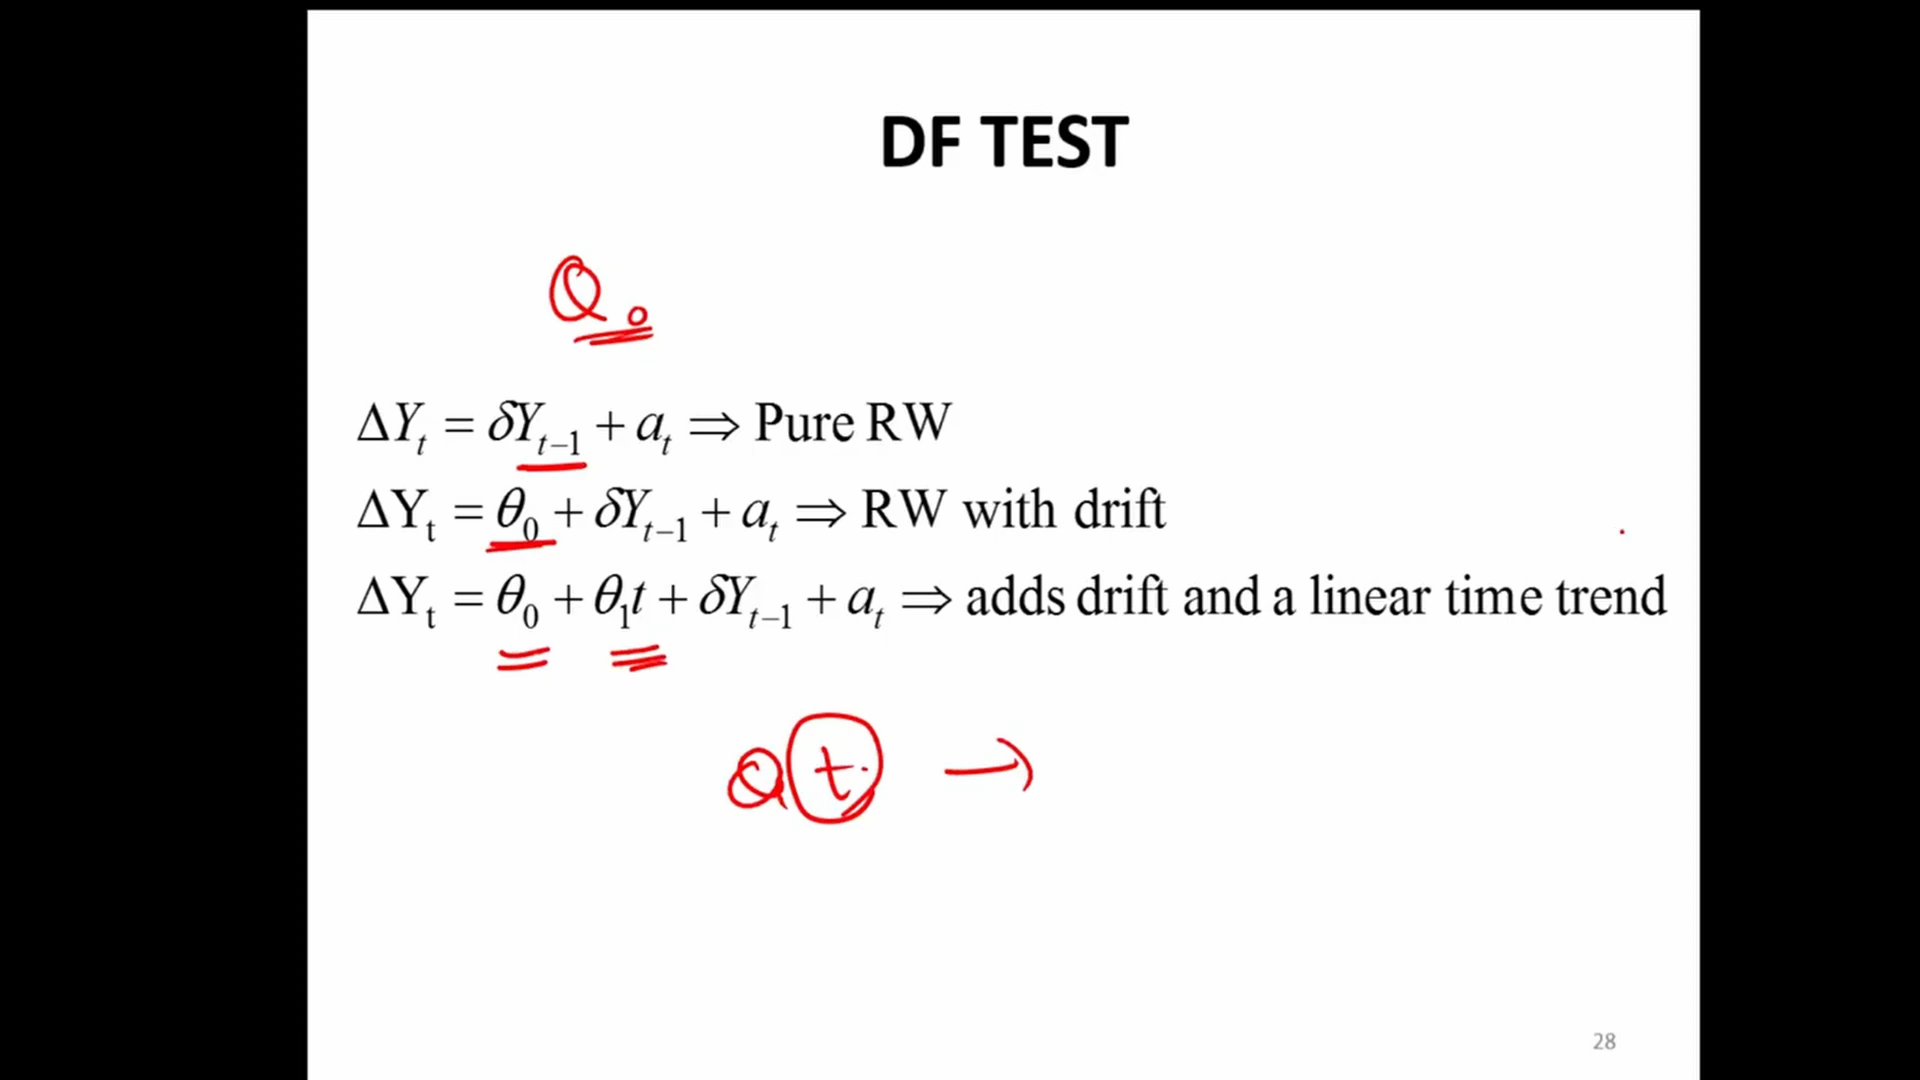 DF TEST
Q₀
ΔYₜ = δYₜ₋₁ + aₜ ⇒ Pure RW
ΔYₜ = θ₀ + δYₜ₋₁ + aₜ ⇒ RW with drift
ΔYₜ = θ₀ + θ₁t + δYₜ₋₁ + aₜ ⇒ adds drift and a linear time trend
Q t →
28